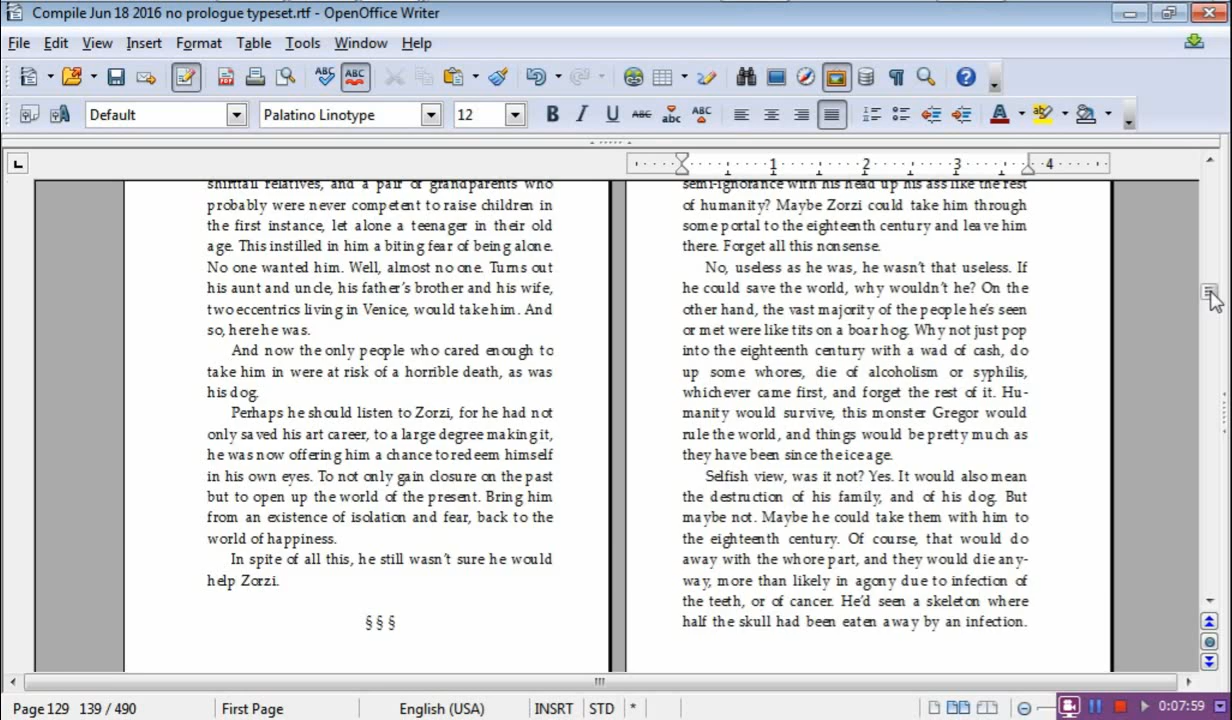 Compile Jun 18 2016 no prologue typeset.rtf - OpenOffice Writer
File Edit View Insert Format Table Tools Window Help
Default Palatino Linotype 12
1 2 3 4
shirttail relatives, and a pair of grandparents who
probably were never competent to raise children in
the first instance, let alone a teenager in their old
age. This instilled in him a biting fear of being alone.
No one wanted him. Well, almost no one. Turns out
his aunt and uncle, his father's brother and his wife,
two eccentrics living in Venice, would take him. And
so, here he was.
And now the only people who cared enough to
take him in were at risk of a horrible death, as was
his dog.
Perhaps he should listen to Zorzi, for he had not
only saved his art career, to a large degree making it,
he was now offering him a chance to redeem himself
in his own eyes. To not only gain closure on the past
but to open up the world of the present. Bring him
from an existence of isolation and fear, back to the
world of happiness.
In spite of all this, he still wasn't sure he would
help Zorzi.
§ § §
semi-ignorance with his head up his ass like the rest
of humanity? Maybe Zorzi could take him through
some portal to the eighteenth century and leave him
there. Forget all this nonsense.
No, useless as he was, he wasn't that useless. If
he could save the world, why wouldn't he? On the
other hand, the vast majority of the people he's seen
or met were like tits on a boar hog. Why not just pop
into the eighteenth century with a wad of cash, do
up some whores, die of alcoholism or syphilis,
whichever came first, and forget the rest of it. Hu-
manity would survive, this monster Gregor would
rule the world, and things would be pretty much as
they have been since the ice age.
Selfish view, was it not? Yes. It would also mean
the destruction of his family, and of his dog. But
maybe not. Maybe he could take them with him to
the eighteenth century. Of course, that would do
away with the whore part, and they would die any-
way, more than likely in agony due to infection of
the teeth, or of cancer. He'd seen a skeleton where
half the skull had been eaten away by an infection.
Page 129 139 / 490 First Page English (USA) INSRT STD * 0:07:59